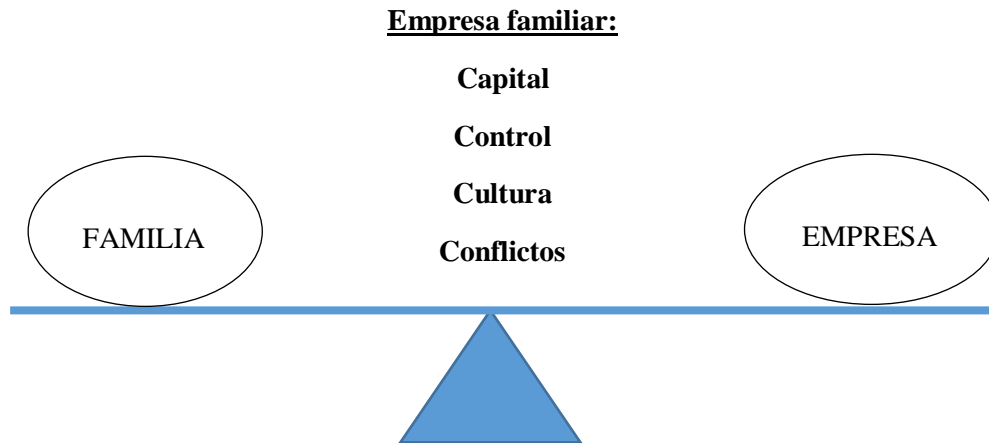 Empresa familiar:
Capital
Control
Cultura
Conflictos
FAMILIA
EMPRESA